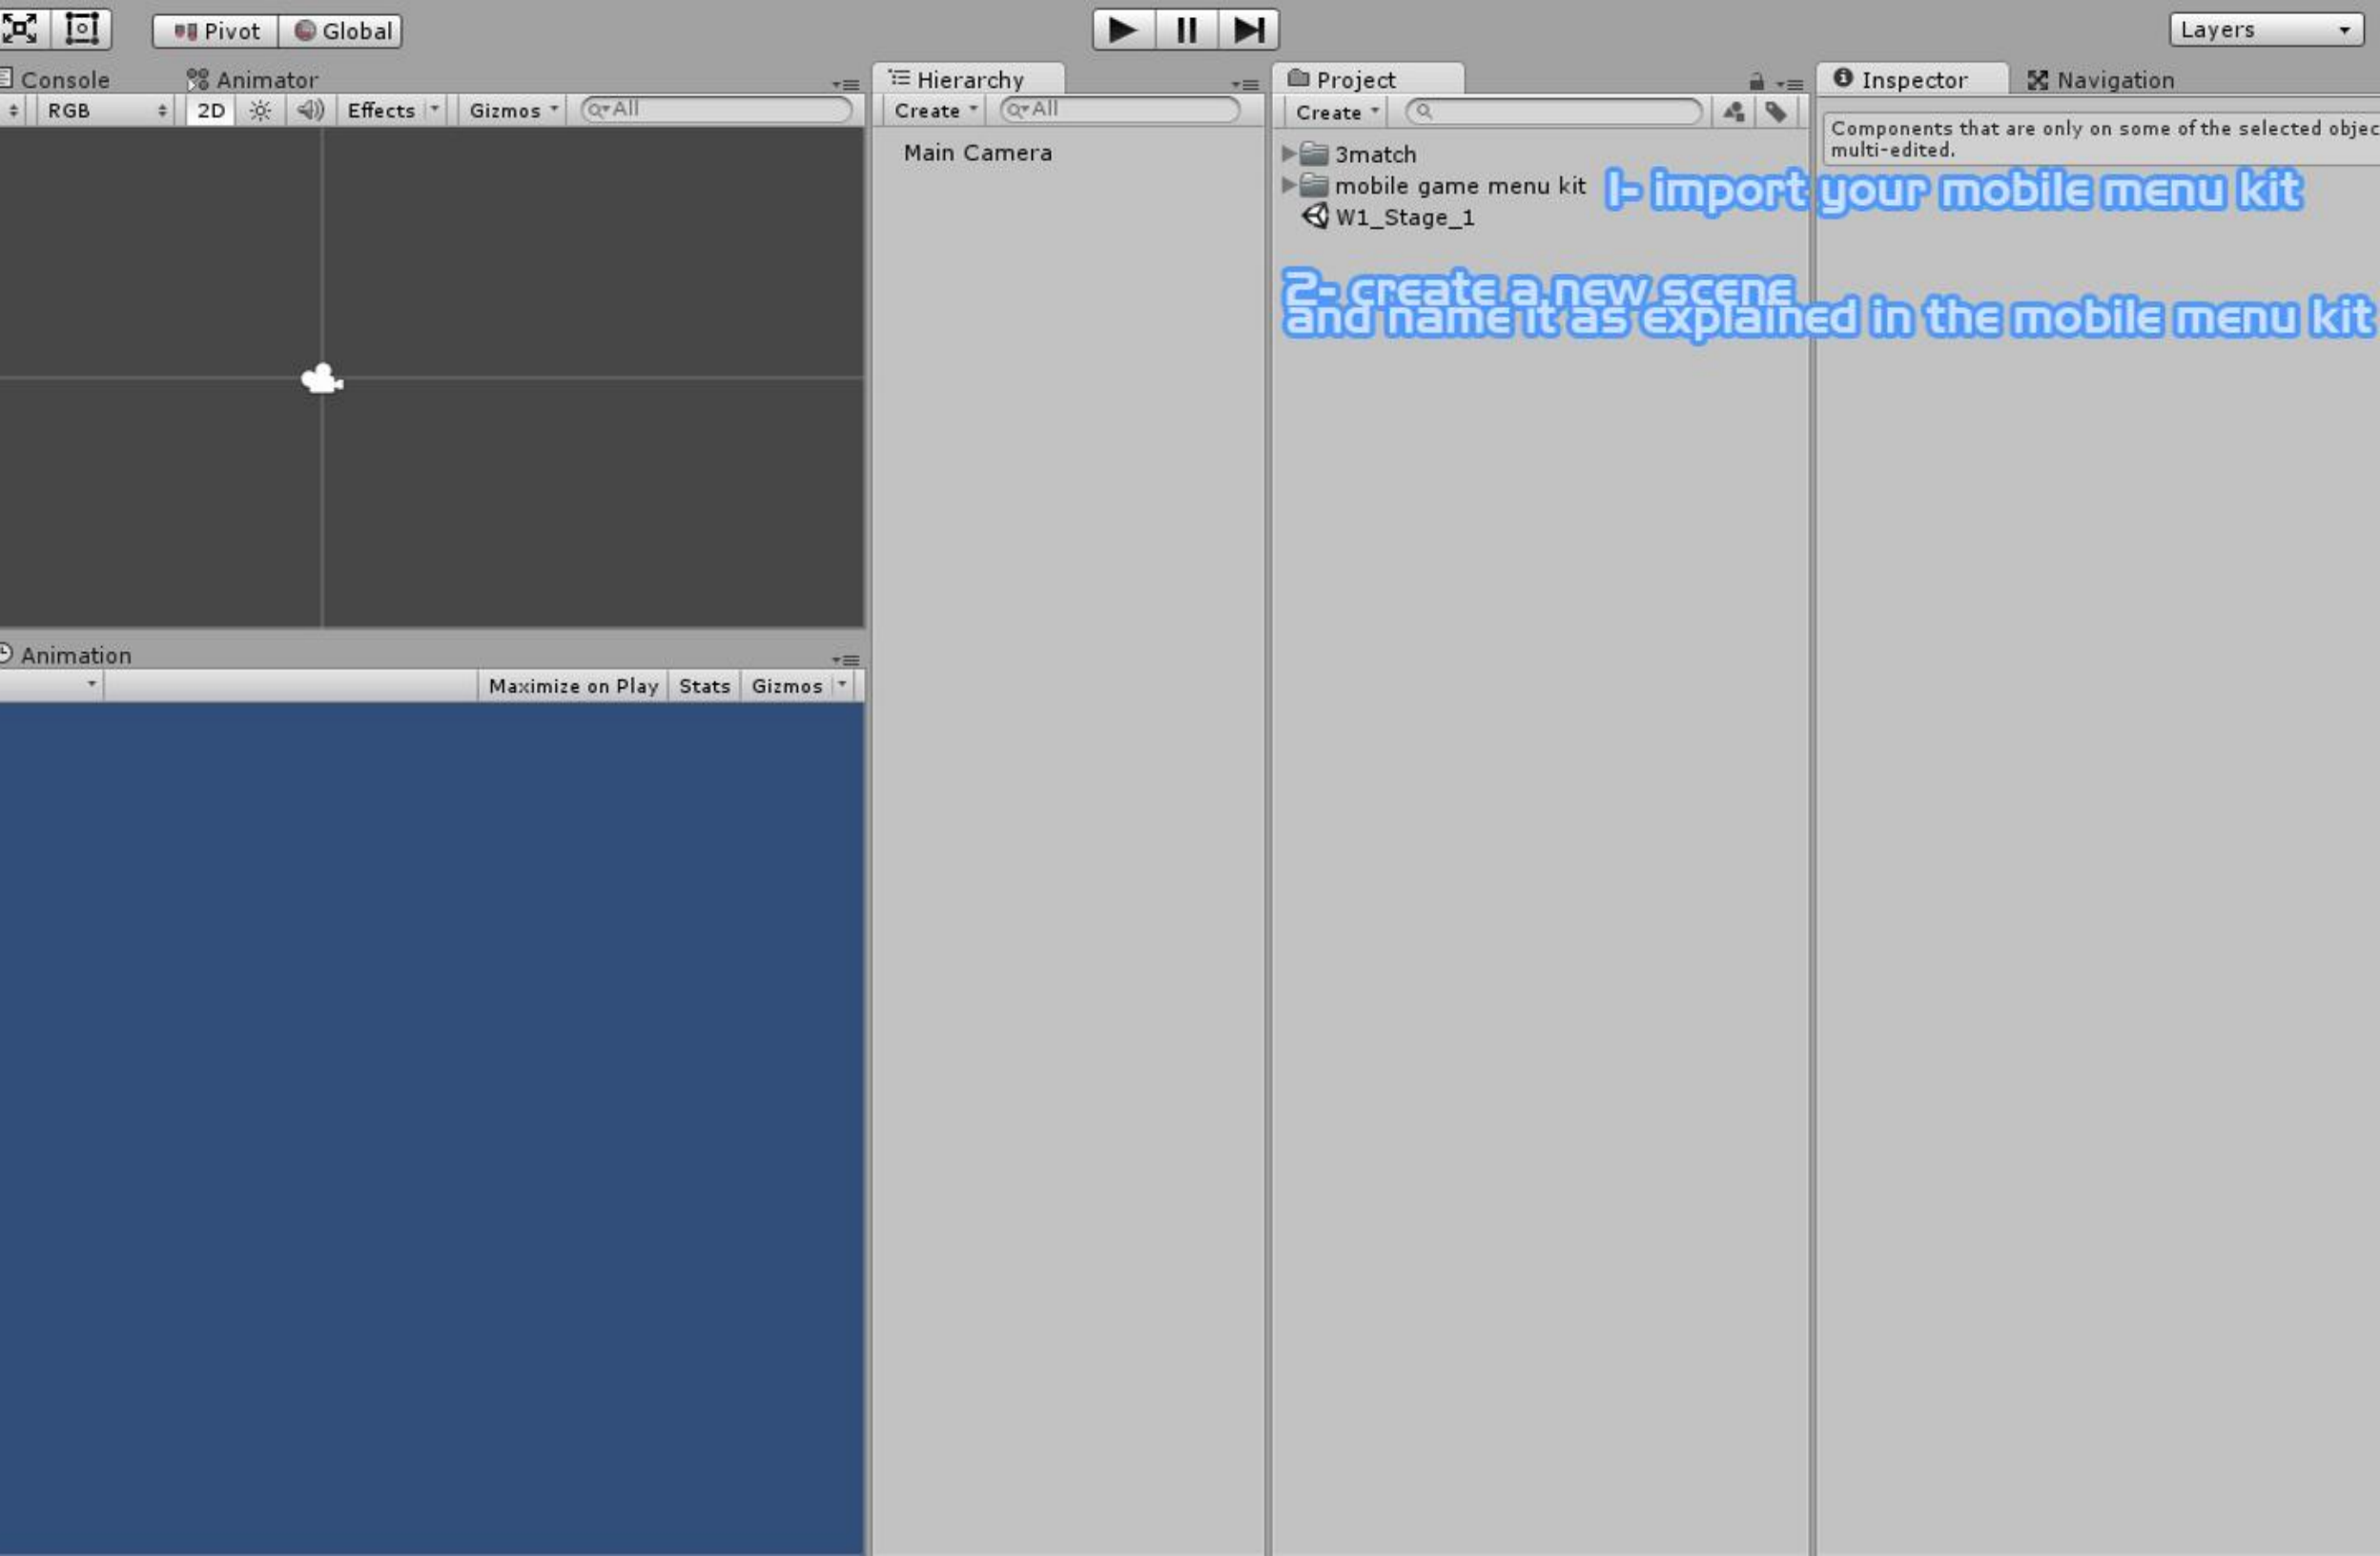 Pivot Global Layers
Console Animator
RGB 2D Effects Gizmos All
Hierarchy
Create All
Main Camera
Project
Create
3match
mobile game menu kit
W1_Stage_1
1- import your mobile menu kit
2- create a new scene
and name it as explained in the mobile menu kit
Inspector Navigation
Components that are only on some of the selected objec
multi-edited.
Animation
Maximize on Play Stats Gizmos